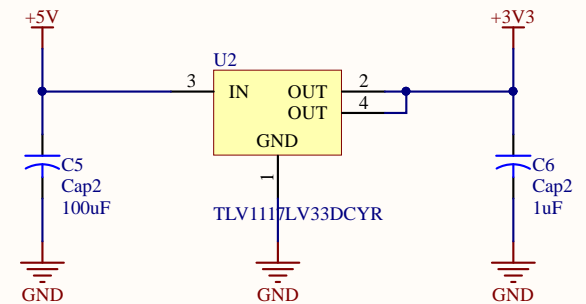 +5V
+3V3
U2
3
IN
OUT
2
OUT
4
GND
1
C5
Cap2
100uF
C6
Cap2
1uF
TLV1117LV33DCYR
GND
GND
GND